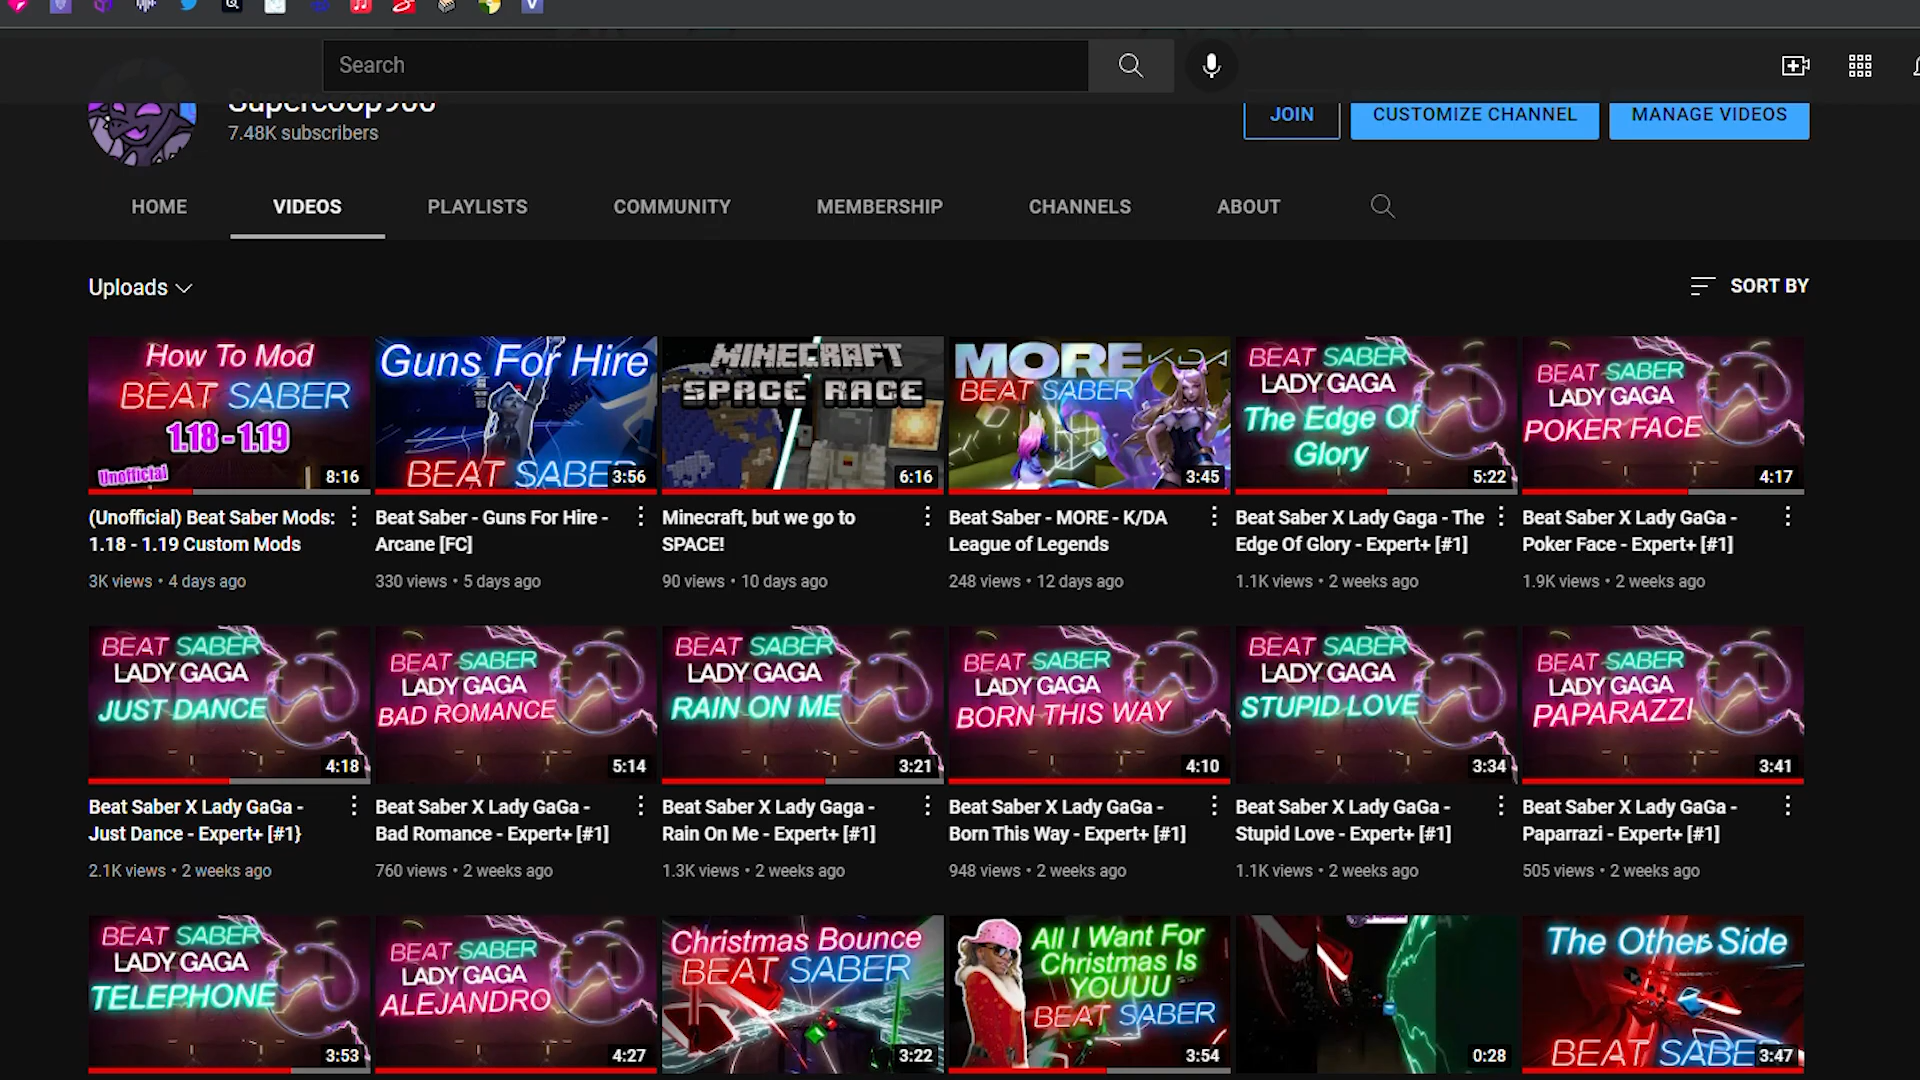 Search
Supercoop900
7.48K subscribers
JOIN
CUSTOMIZE CHANNEL
MANAGE VIDEOS
HOME
VIDEOS
PLAYLISTS
COMMUNITY
MEMBERSHIP
CHANNELS
ABOUT
Uploads
SORT BY
How To Mod
BEAT SABER
1.18 - 1.19
Unofficial
8:16
Guns For Hire
BEAT SABER
3:56
MINECRAFT
SPACE RACE
6:16
MORE K/DA
BEAT SABER
3:45
BEAT SABER
LADY GAGA
The Edge Of
Glory
5:22
BEAT SABER
LADY GAGA
POKER FACE
4:17
(Unofficial) Beat Saber Mods:
1.18 - 1.19 Custom Mods
3K views • 4 days ago
Beat Saber - Guns For Hire -
Arcane [FC]
330 views • 5 days ago
Minecraft, but we go to
SPACE!
90 views • 10 days ago
Beat Saber - MORE - K/DA
League of Legends
248 views • 12 days ago
Beat Saber X Lady Gaga - The
Edge Of Glory - Expert+ [#1]
1.1K views • 2 weeks ago
Beat Saber X Lady GaGa -
Poker Face - Expert+ [#1]
1.9K views • 2 weeks ago
BEAT SABER
LADY GAGA
JUST DANCE
4:18
BEAT SABER
LADY GAGA
BAD ROMANCE
5:14
BEAT SABER
LADY GAGA
RAIN ON ME
3:21
BEAT SABER
LADY GAGA
BORN THIS WAY
4:10
BEAT SABER
LADY GAGA
STUPID LOVE
3:34
BEAT SABER
LADY GAGA
PAPARAZZI
3:41
Beat Saber X Lady GaGa -
Just Dance - Expert+ [#1}
2.1K views • 2 weeks ago
Beat Saber X Lady GaGa -
Bad Romance - Expert+ [#1]
760 views • 2 weeks ago
Beat Saber X Lady Gaga -
Rain On Me - Expert+ [#1]
1.3K views • 2 weeks ago
Beat Saber X Lady GaGa -
Born This Way - Expert+ [#1]
948 views • 2 weeks ago
Beat Saber X Lady GaGa -
Stupid Love - Expert+ [#1]
1.1K views • 2 weeks ago
Beat Saber X Lady GaGa -
Paparrazi - Expert+ [#1]
505 views • 2 weeks ago
BEAT SABER
LADY GAGA
TELEPHONE
3:53
BEAT SABER
LADY GAGA
ALEJANDRO
4:27
Christmas Bounce
BEAT SABER
3:22
All I Want For
Christmas Is
YOUUU
BEAT SABER
3:54
0:28
The Other Side
BEAT SABE
3:47